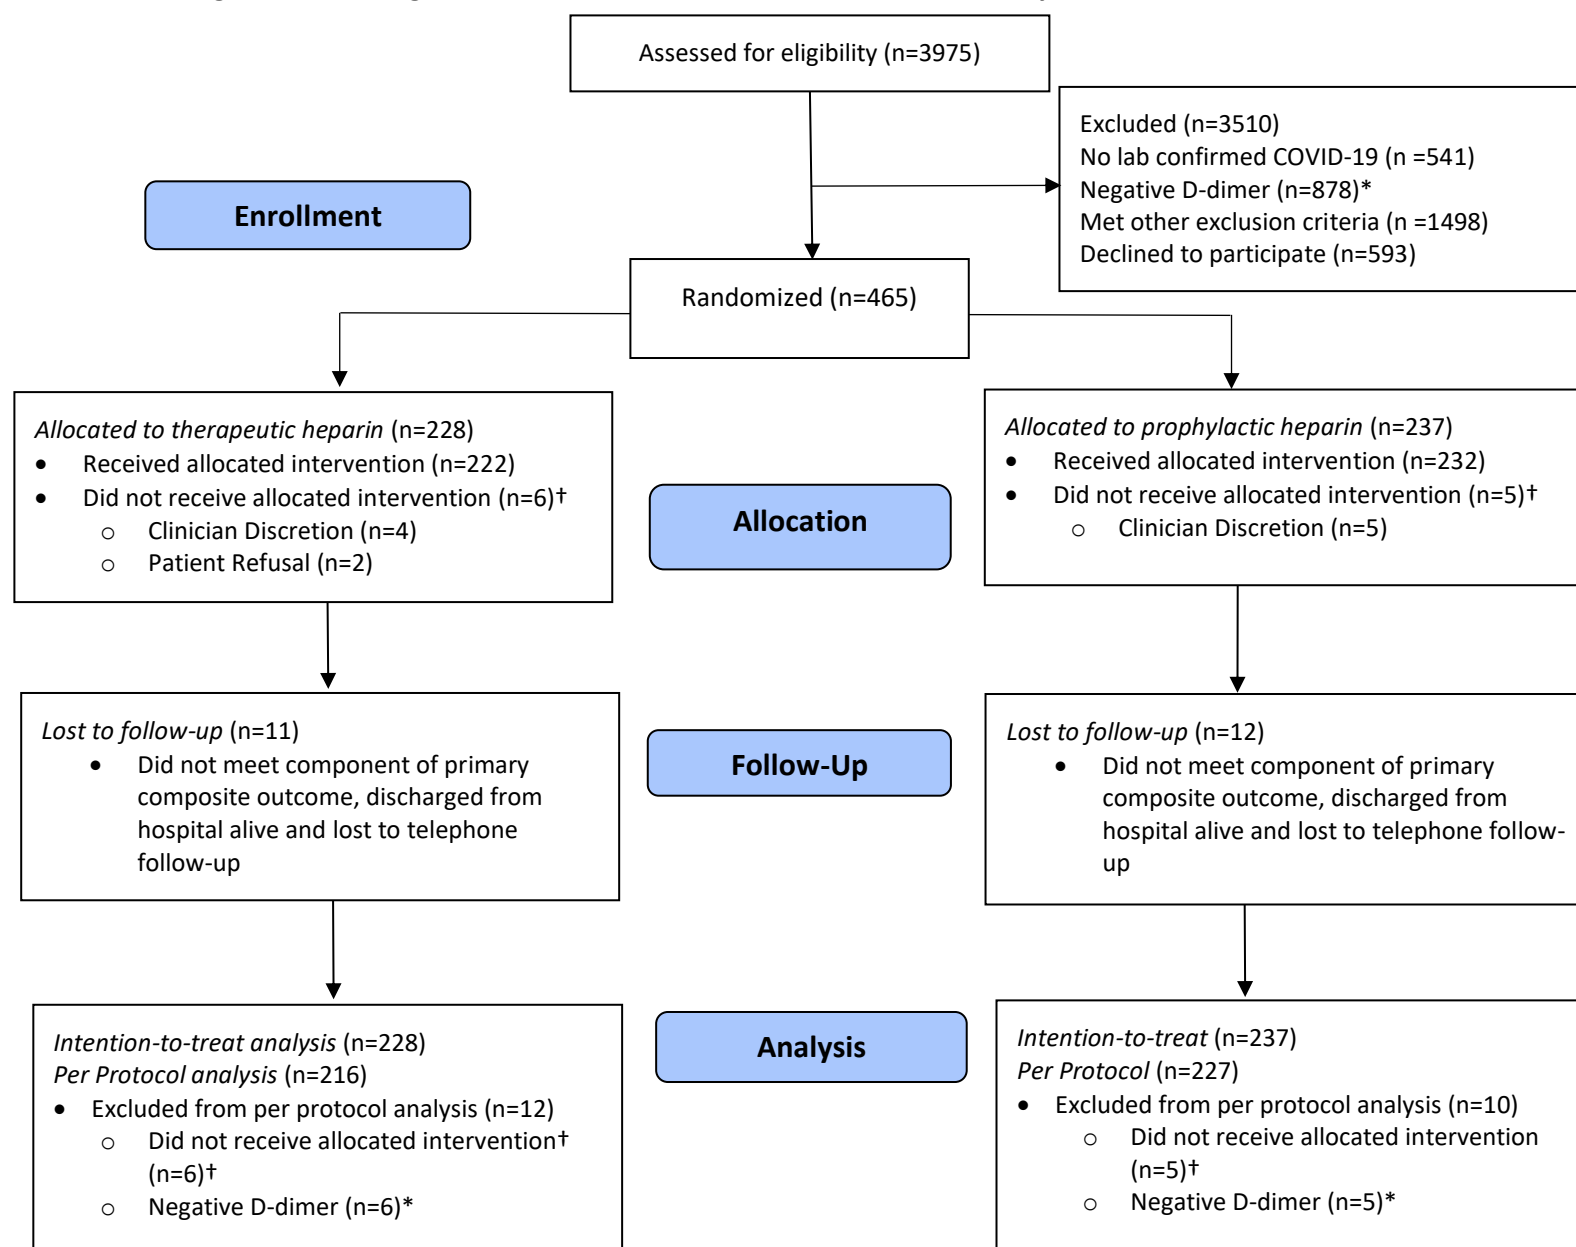 Assessed for eligibility (n=3975)
Excluded (n=3510)
No lab confirmed COVID-19 (n =541)
Negative D-dimer (n=878)*
Met other exclusion criteria (n =1498)
Declined to participate (n=593)
Enrollment
Randomized (n=465)
Allocated to therapeutic heparin (n=228)
• Received allocated intervention (n=222)
• Did not receive allocated intervention (n=6)†
o Clinician Discretion (n=4)
o Patient Refusal (n=2)
Allocation
Allocated to prophylactic heparin (n=237)
• Received allocated intervention (n=232)
• Did not receive allocated intervention (n=5)†
o Clinician Discretion (n=5)
Lost to follow-up (n=11)
• Did not meet component of primary
composite outcome, discharged from
hospital alive and lost to telephone
follow-up
Follow-Up
Lost to follow-up (n=12)
• Did not meet component of primary
composite outcome, discharged from
hospital alive and lost to telephone follow-
up
Intention-to-treat analysis (n=228)
Per Protocol analysis (n=216)
• Excluded from per protocol analysis (n=12)
o Did not receive allocated intervention†
(n=6)†
o Negative D-dimer (n=6)*
Analysis
Intention-to-treat (n=237)
Per Protocol (n=227)
• Excluded from per protocol analysis (n=10)
o Did not receive allocated intervention
(n=5)†
o Negative D-dimer (n=5)*